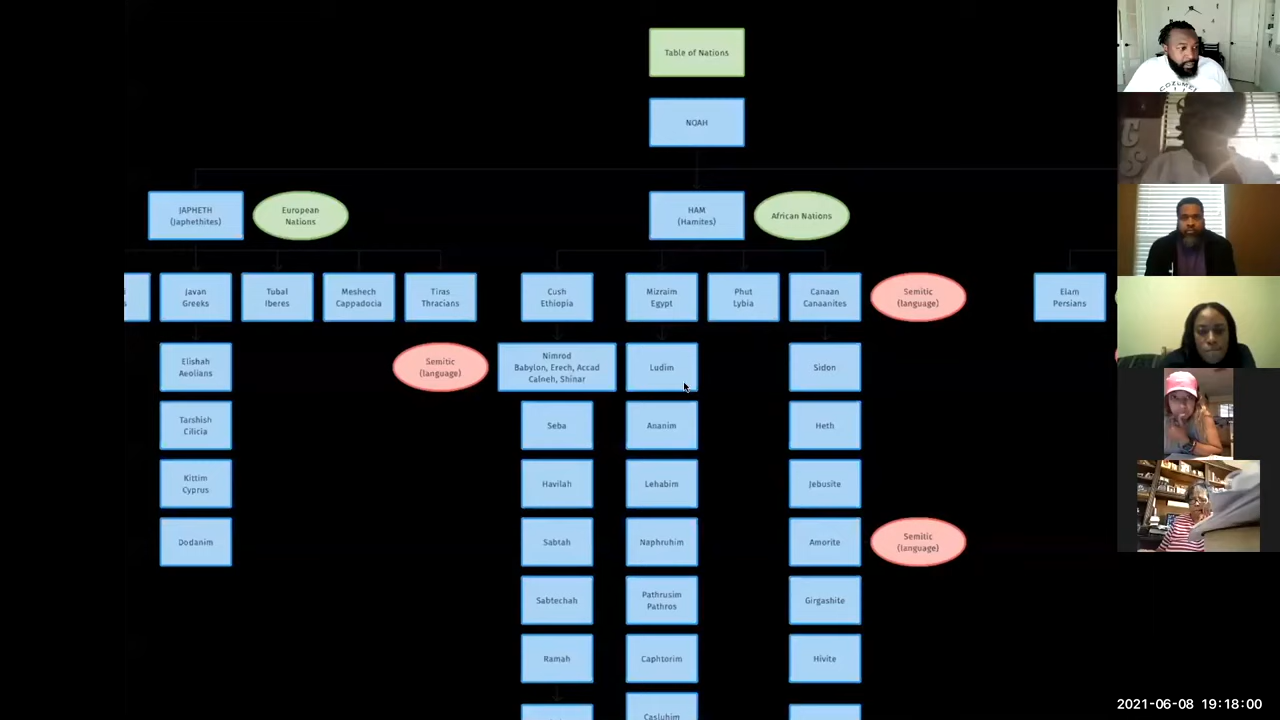 Table of Nations
NOAH
JAPHETH
(Japhethites)
European
Nations
HAM
(Hamites)
African Nations
Javan
Greeks
Tubal
Iberes
Meshech
Cappadocia
Tiras
Thracians
Cush
Ethiopia
Mizraim
Egypt
Phut
Lybia
Canaan
Canaanites
Semitic
(language)
Elam
Persians
Elishah
Aeolians
Semitic
(language)
Nimrod
Babylon, Erech, Accad
Calneh, Shinar
Ludim
Sidon
Tarshish
Cilicia
Seba
Ananim
Heth
Kittim
Cyprus
Havilah
Lehabim
Jebusite
Dodanim
Sabtah
Naphruhim
Amorite
Semitic
(language)
Sabtechah
Pathrusim
Pathros
Girgashite
Ramah
Caphtorim
Hivite
Casluhim
COZUMEL
2021-06-08 19:18:00